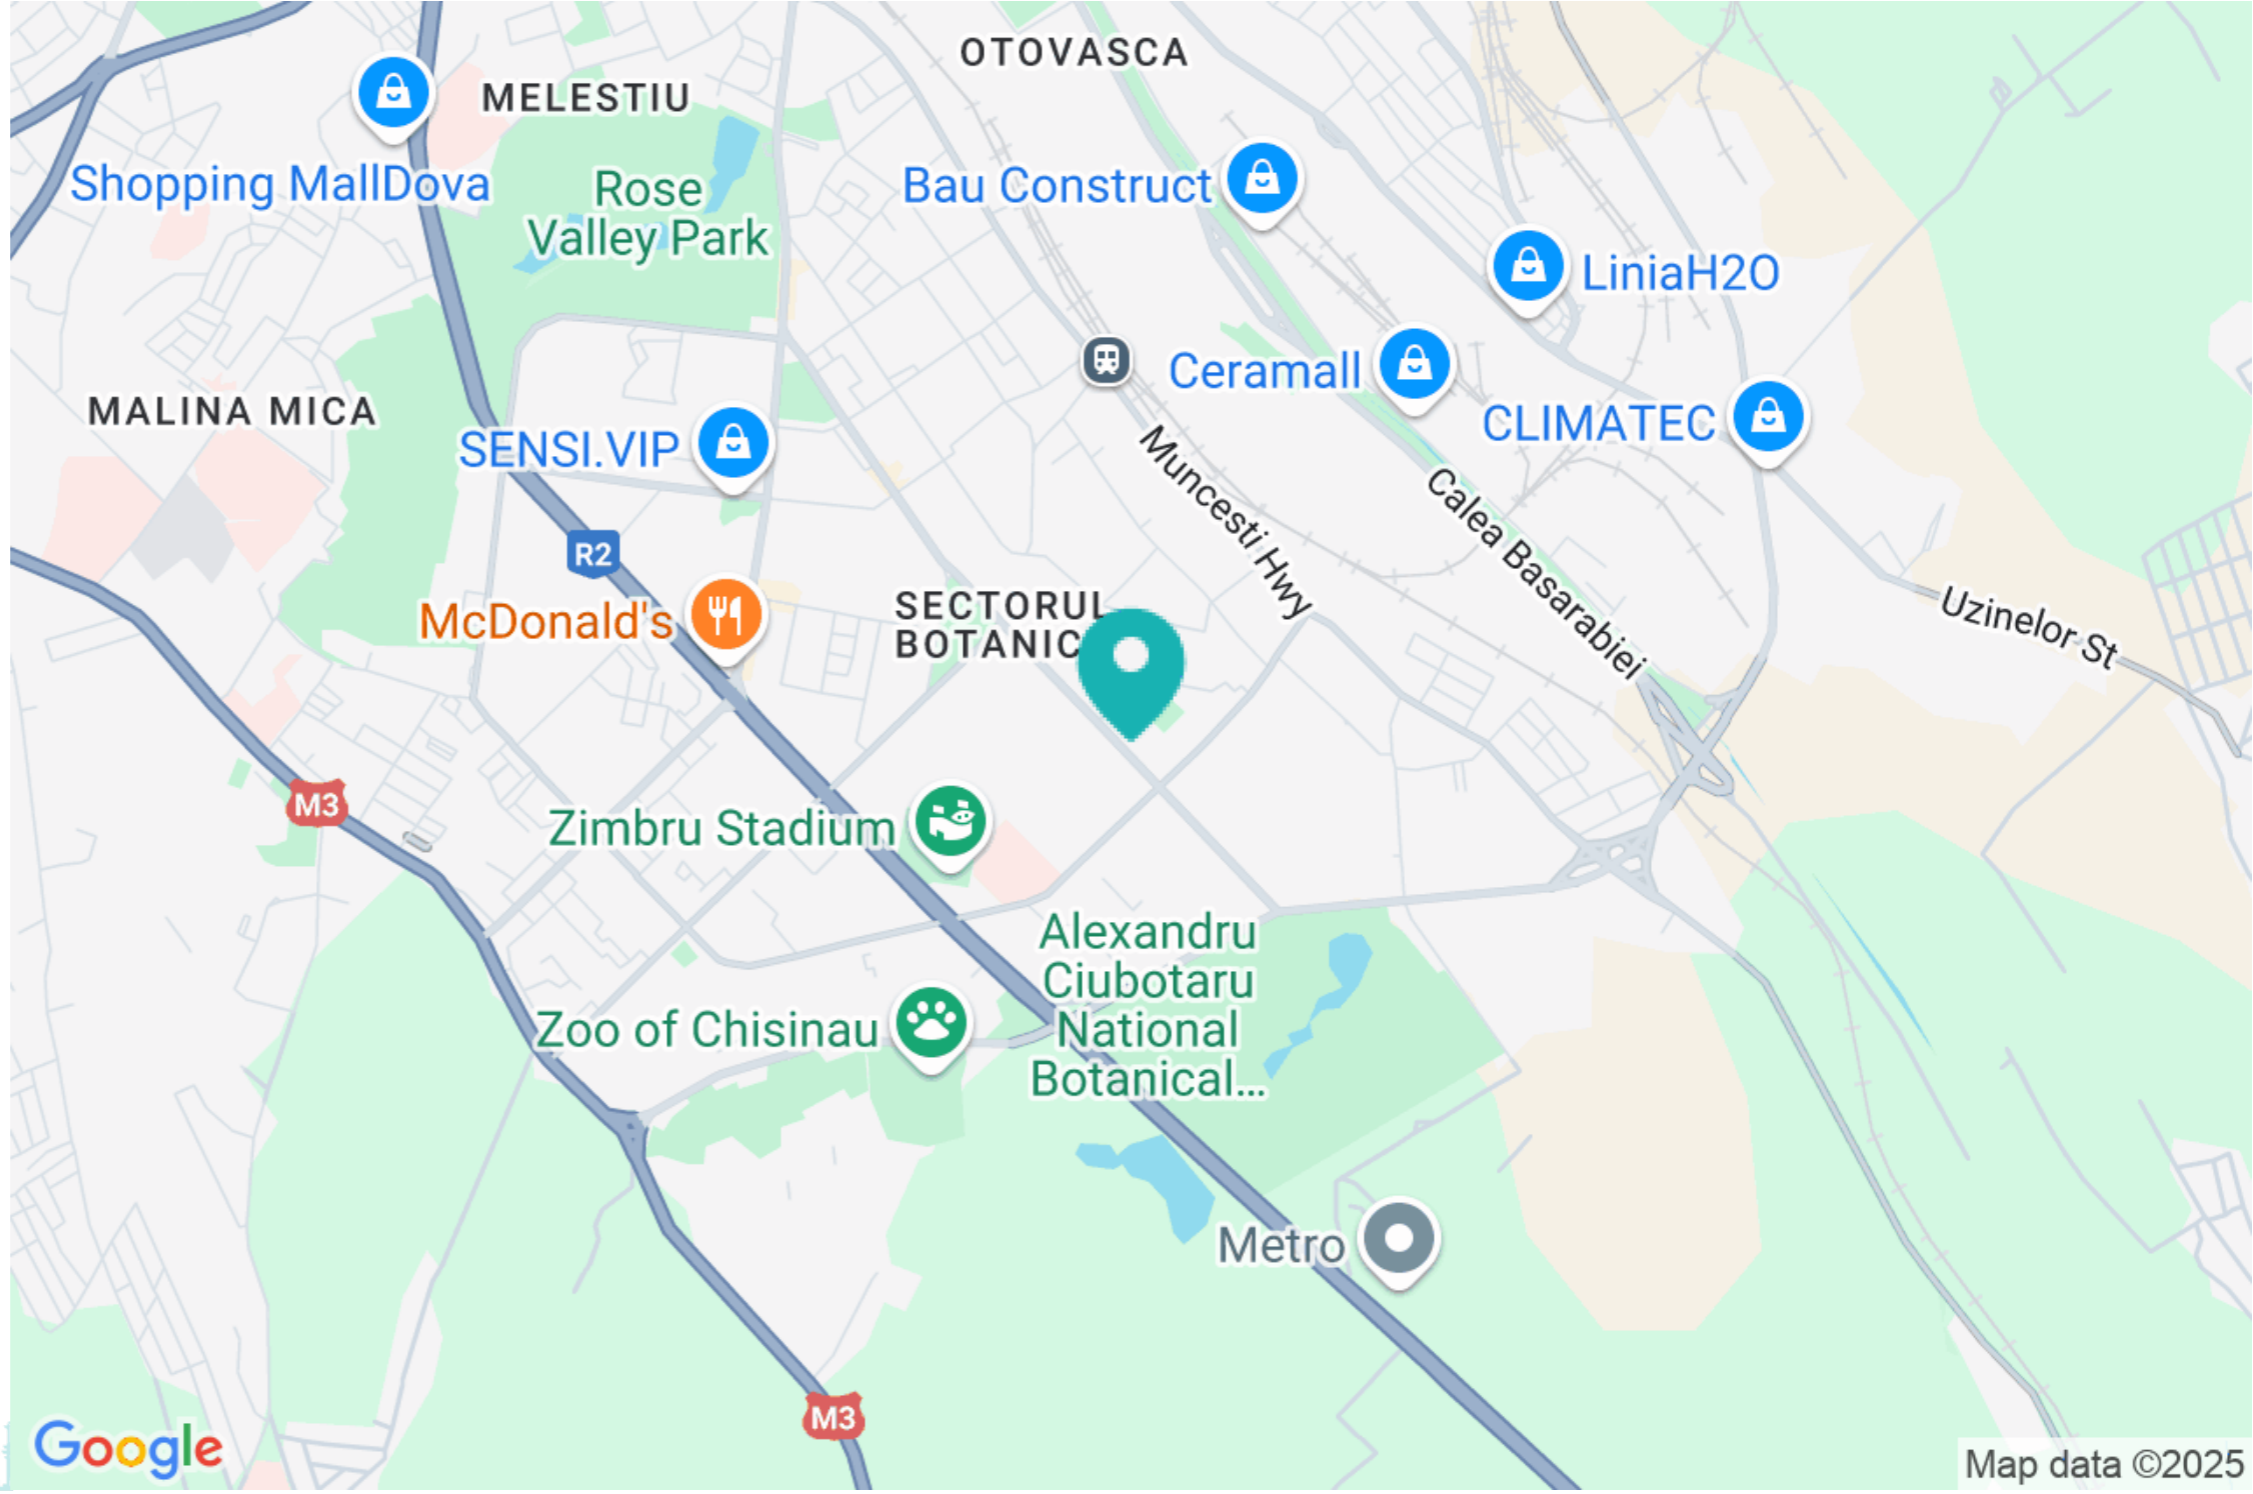 OTOVASCA
MELESTIU
Shopping MallDova
Rose
Valley Park
Bau Construct
LiniaH2O
Ceramall
MALINA MICA
CLIMATEC
SENSI.VIP
Muncesti Hwy
Calea Basarabiei
R2
McDonald's
SECTORUL
BOTANIC
Uzinelor St
M3
Zimbru Stadium
Alexandru
Ciubotaru
National
Botanical...
Zoo of Chisinau
Metro
M3
Google
Map data ©2025